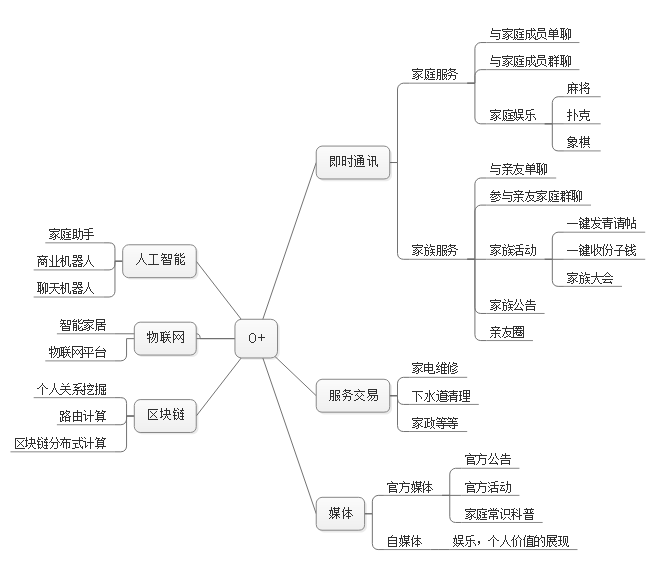 O+
即时通讯
家庭服务
与家庭成员单聊
与家庭成员群聊
家庭娱乐
麻将
扑克
象棋
家族服务
与亲友单聊
参与亲友家庭群聊
家族活动
一键发青请帖
一键收份子钱
家族大会
家族公告
亲友圈
服务交易
家电维修
下水道清理
家政等等
媒体
官方媒体
官方公告
官方活动
家庭常识科普
自媒体
娱乐，个人价值的展现
人工智能
家庭助手
商业机器人
聊天机器人
物联网
智能家居
物联网平台
区块链
个人关系挖掘
路由计算
区块链分布式计算